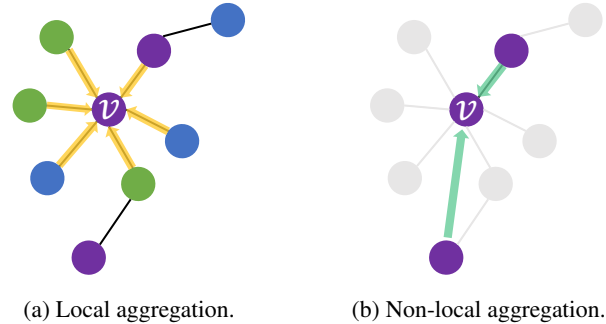 𝒱
𝒱
(a) Local aggregation.
(b) Non-local aggregation.